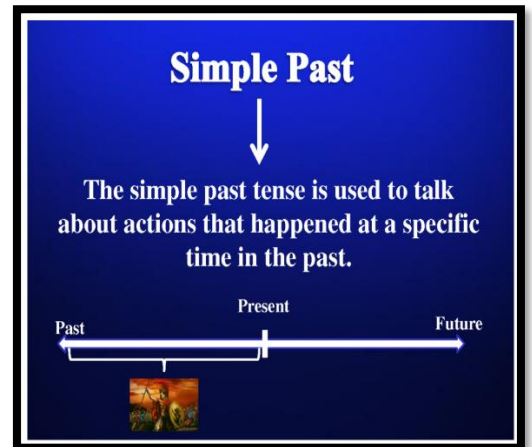 Simple Past
The simple past tense is used to talk
about actions that happened at a specific
time in the past.
Present
Past
Future